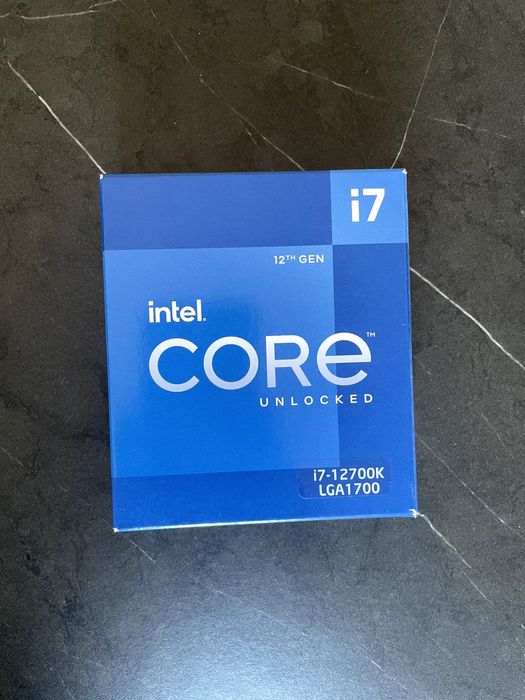 i7
12TH GEN
intel.
CORE™
UNLOCKED
i7-12700K
LGA1700